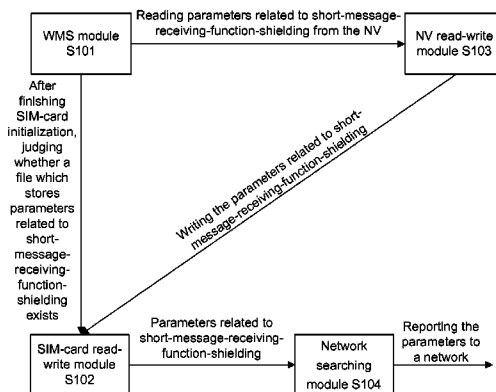 Reading parameters related to short-message-
receiving-function-shielding from the NV
WMS module
S101
NV read-write
module S103
After
finishing
SIM-card
initialization,
judging
whether a
file which
stores
parameters
related to
short-
message-
receiving-
function-
shielding
exists
Writing the parameters related to short-
message-receiving-function-shielding
SIM-card read-
write module
S102
Parameters related to
short-message-receiving-
function-shielding
Network
searching
module S104
Reporting the
parameters to
a network